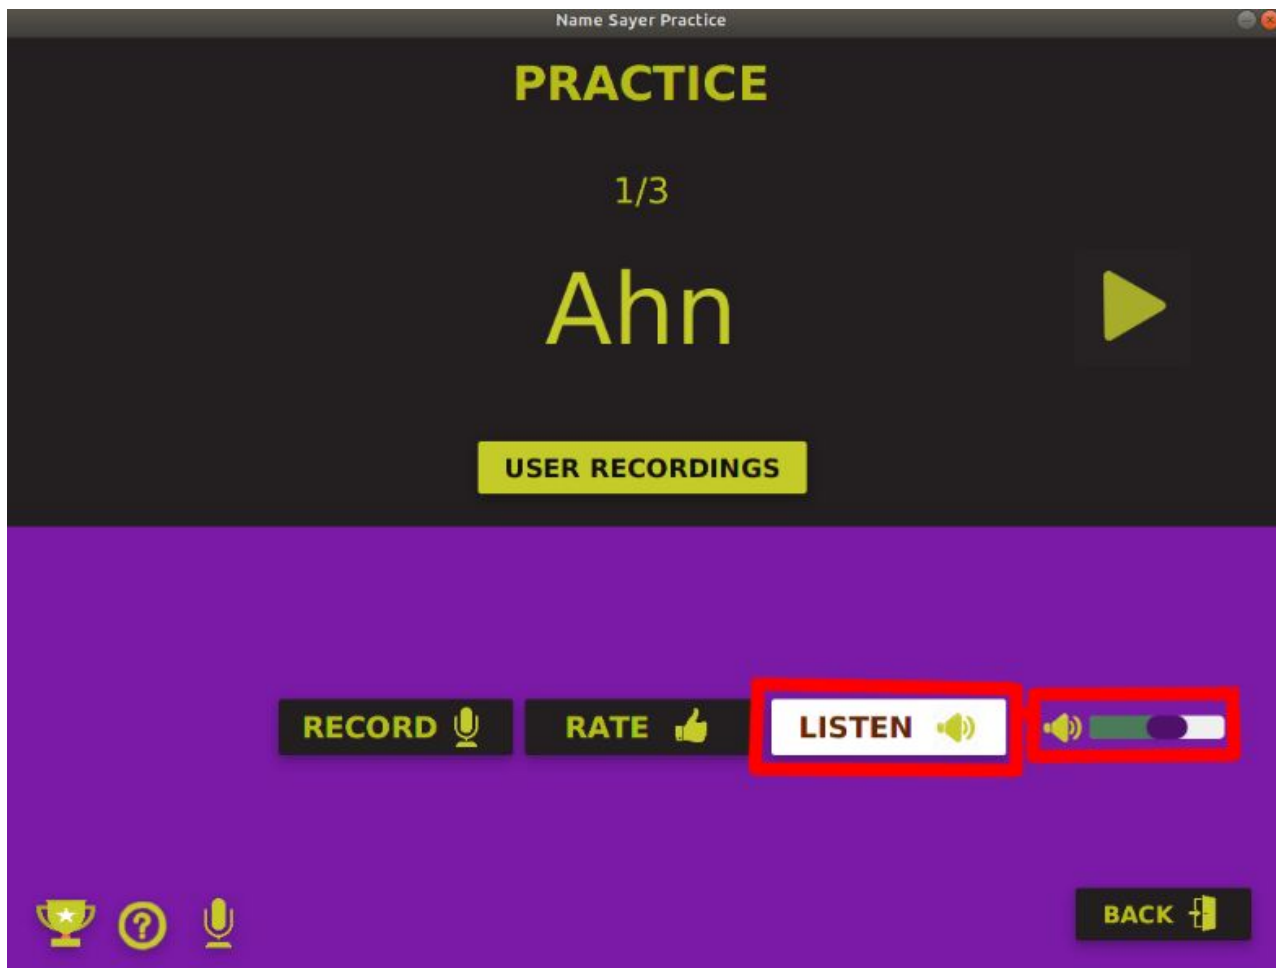 Name Sayer Practice
PRACTICE
1/3
Ahn
USER RECORDINGS
RECORD RATE LISTEN
?
BACK